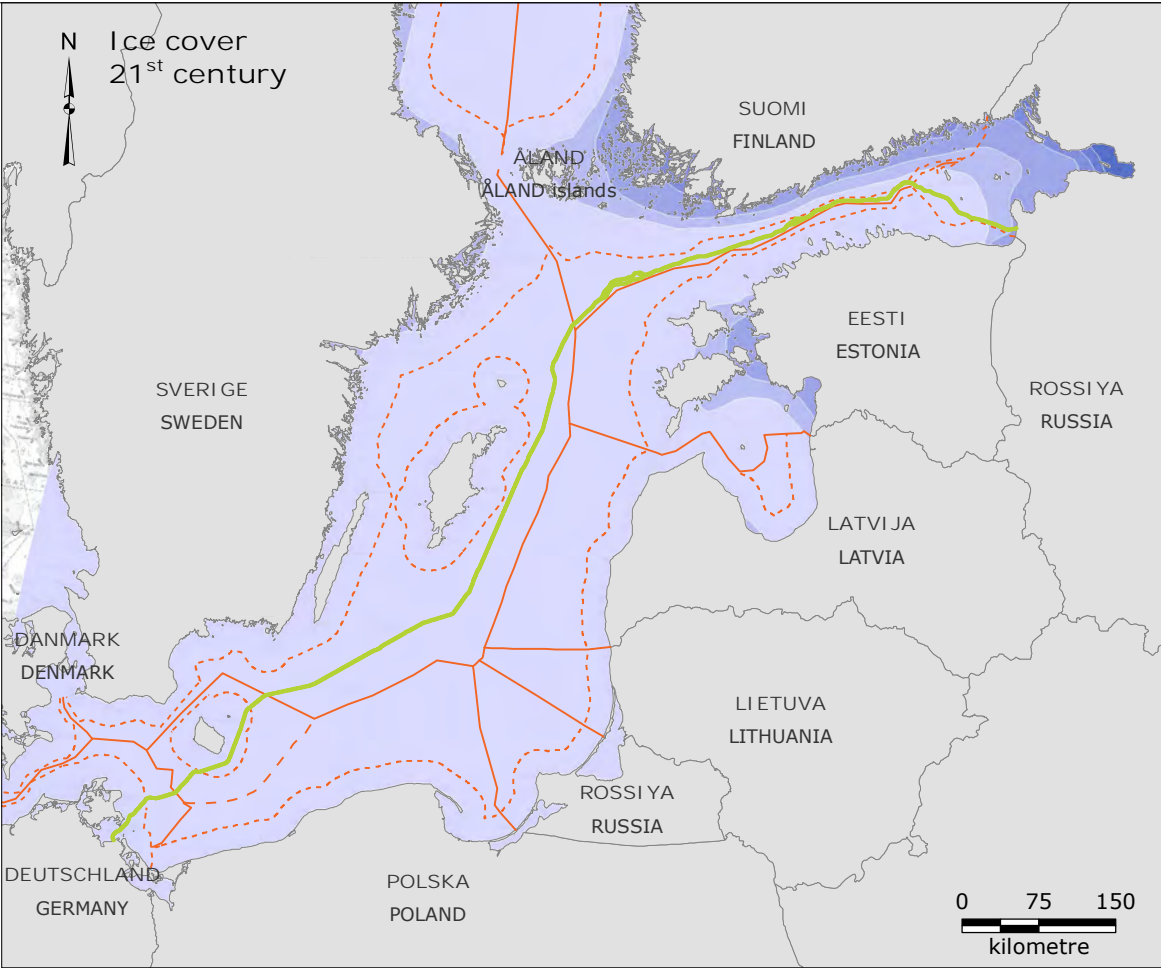 N
Ice cover
21st century
SUOMI
FINLAND
ÅLAND
ÅLAND islands
EESTI
ESTONIA
ROSSIYA
RUSSIA
SVERIGE
SWEDEN
LATVIJA
LATVIA
DANMARK
DENMARK
LIETUVA
LITHUANIA
ROSSIYA
RUSSIA
DEUTSCHLAND
GERMANY
POLSKA
POLAND
0 75 150
kilometre